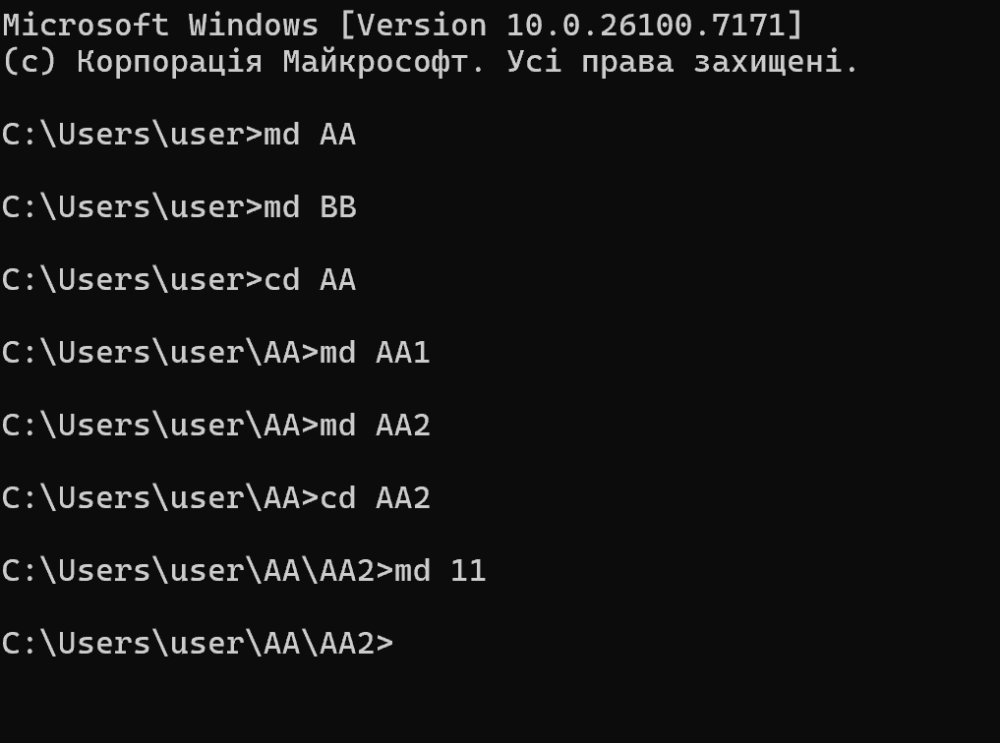 Microsoft Windows [Version 10.0.26100.7171]
(c) Корпорація Майкрософт. Усі права захищені.
C:\Users\user>md AA
C:\Users\user>md BB
C:\Users\user>cd AA
C:\Users\user\AA>md AA1
C:\Users\user\AA>md AA2
C:\Users\user\AA>cd AA2
C:\Users\user\AA\AA2>md 11
C:\Users\user\AA\AA2>